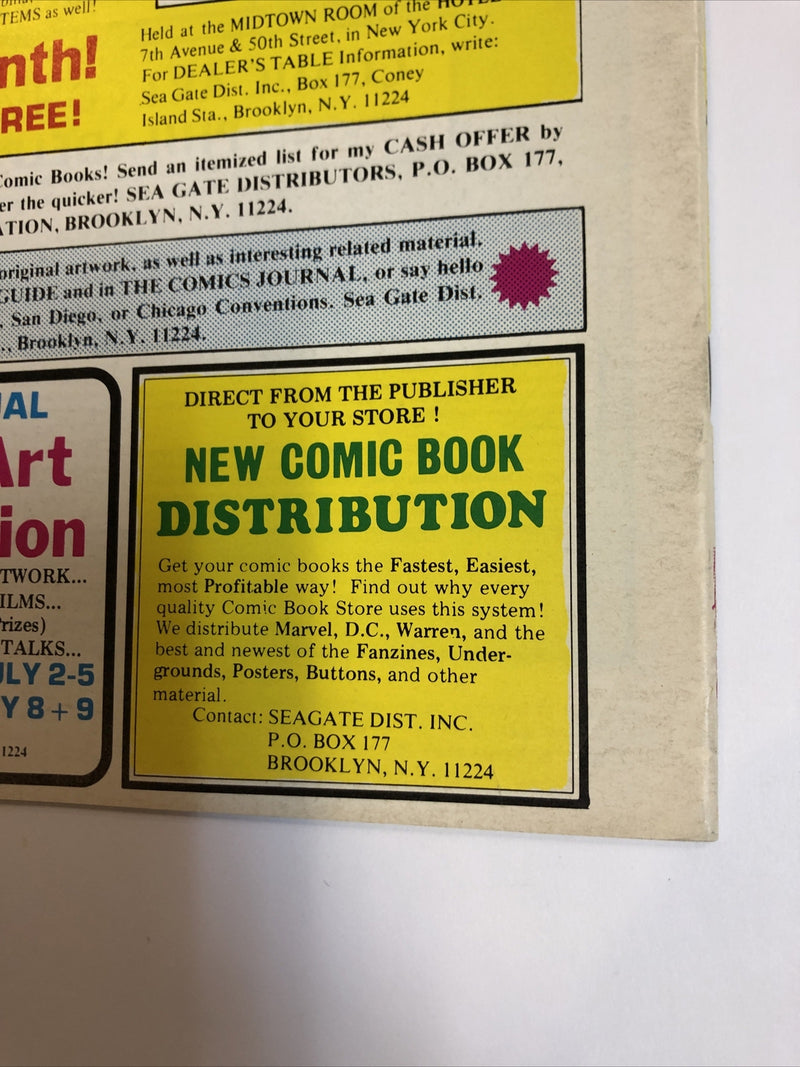 TEMS as well!
nth!
REE!
Held at the MIDTOWN ROOM of the
7th Avenue & 50th Street, in New York City.
For DEALER'S TABLE Information, write:
Sea Gate Dist. Inc., Box 177, Coney
Island Sta., Brooklyn, N.Y. 11224
Comic Books! Send an itemized list for my CASH OFFER by
er the quicker! SEA GATE DISTRIBUTORS, P.O. BOX 177,
ATION, BROOKLYN, N.Y. 11224.
original artwork, as well as interesting related material.
GUIDE and in THE COMICS JOURNAL, or say hello
, San Diego, or Chicago Conventions. Sea Gate Dist.
., Brooklyn, N.Y. 11224.
UAL
Art
ion
TWORK...
ILMS...
rizes)
TALKS...
JLY 2-5
Y 8 + 9
1224
DIRECT FROM THE PUBLISHER
TO YOUR STORE !
NEW COMIC BOOK
DISTRIBUTION
Get your comic books the Fastest, Easiest,
most Profitable way! Find out why every
quality Comic Book Store uses this system!
We distribute Marvel, D.C., Warren, and the
best and newest of the Fanzines, Under-
grounds, Posters, Buttons, and other
material.
Contact: SEAGATE DIST. INC.
P.O. BOX 177
BROOKLYN, N.Y. 11224